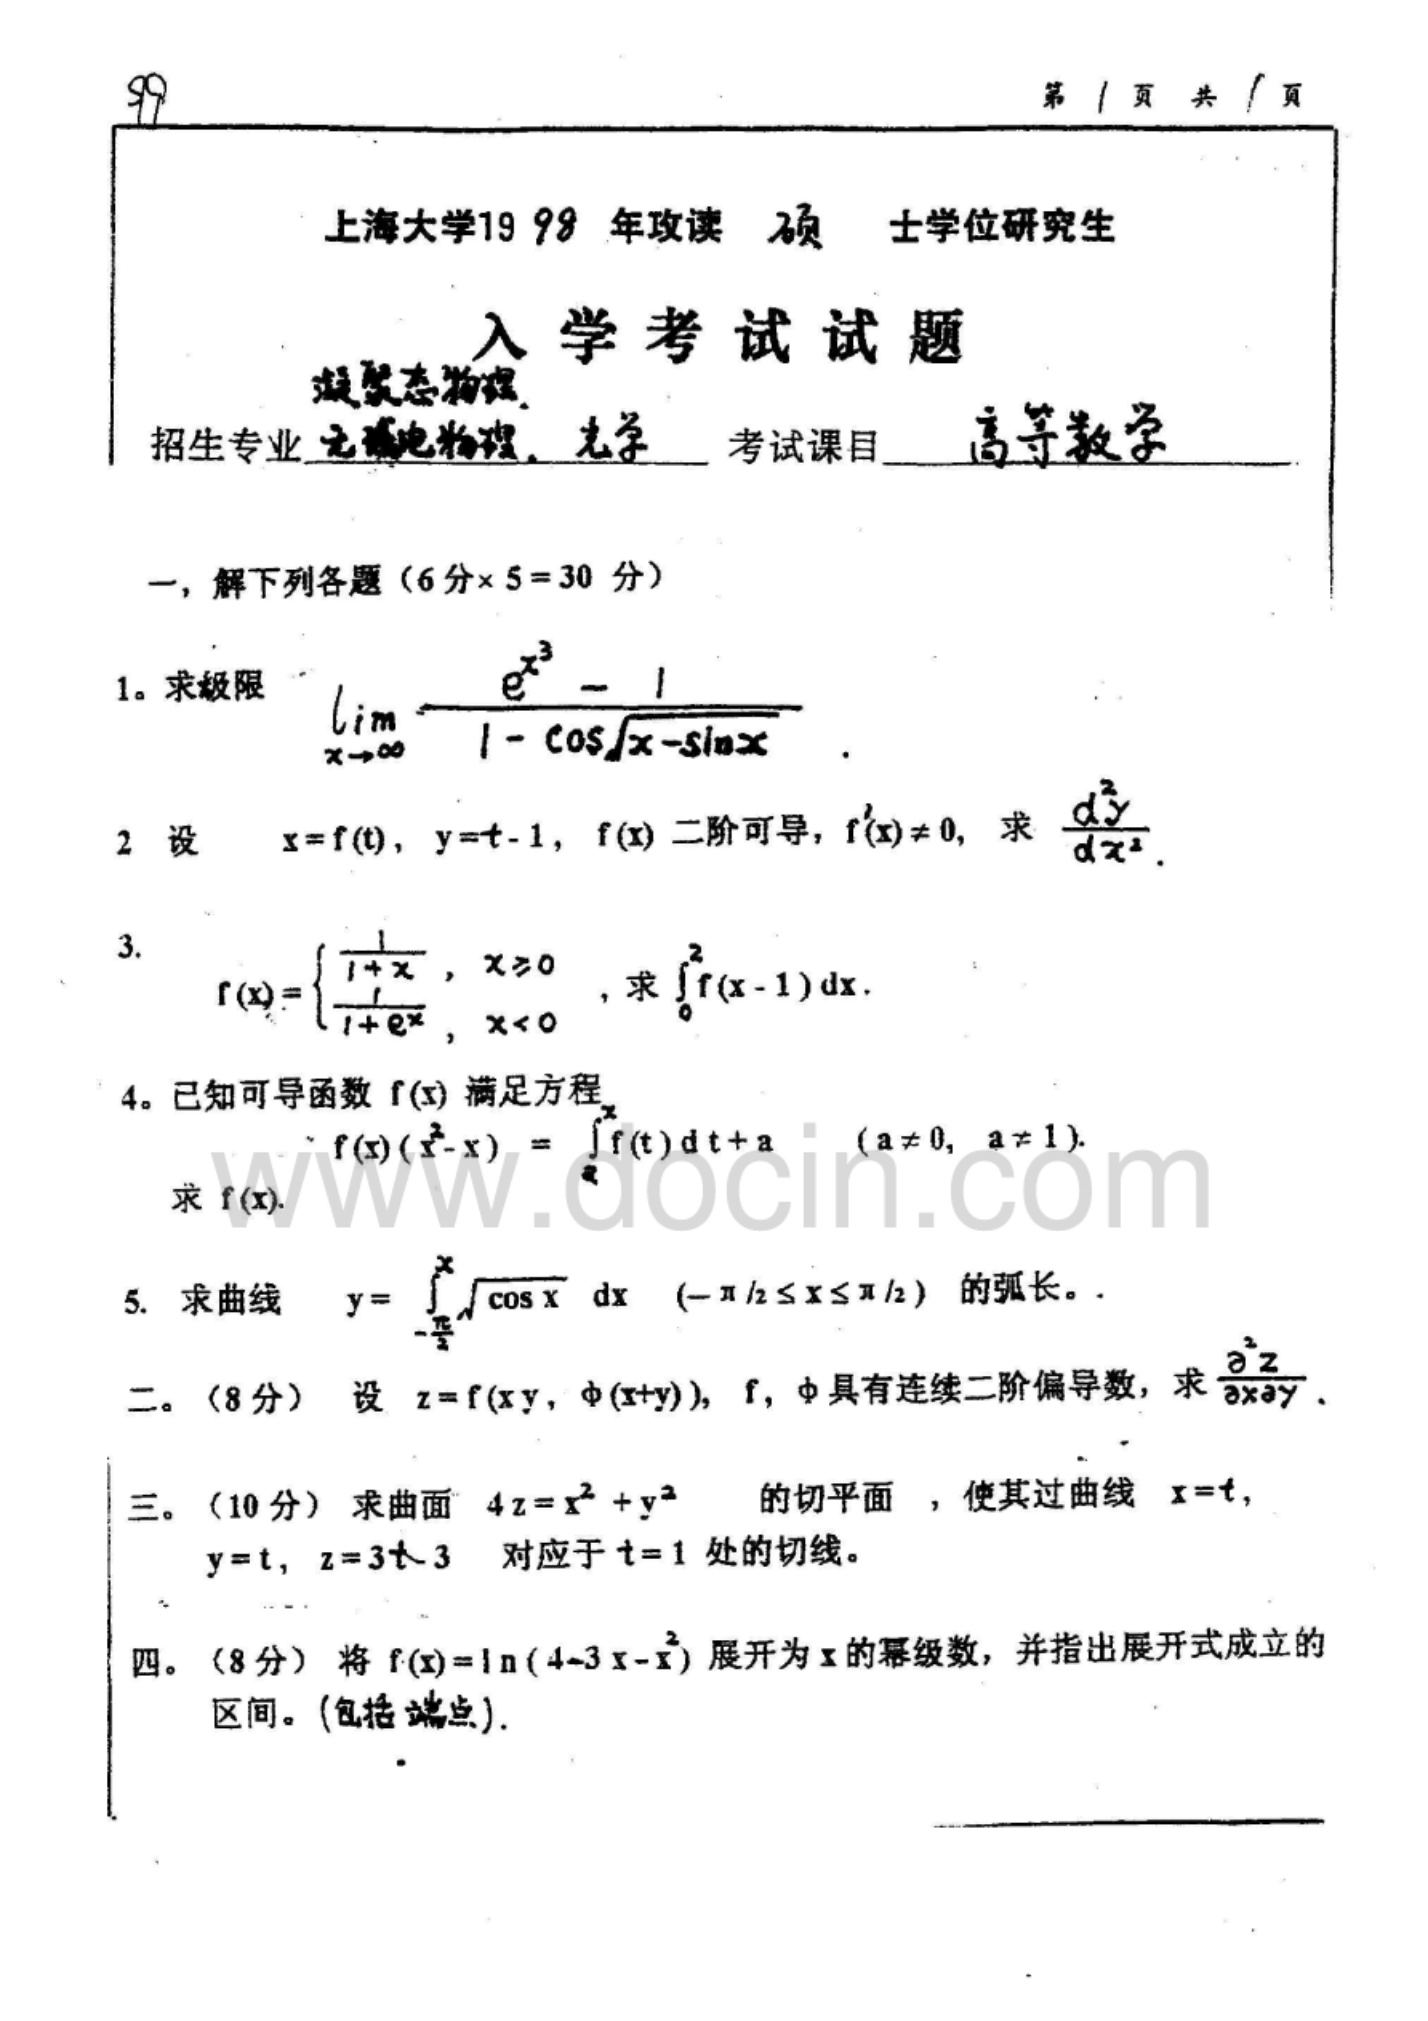 99
第 1 页 共 1 頁
上海大学1998 年攻读 硕 士学位研究生
入学考试试题
凝聚态物理.
招生专业 无线电物理. 光学 考试课目 高等数学
一，解下列各题（6分×5=30 分）
1。求级限 lim x→∞ (e^{x^3} - 1) / (1 - cos√(x-sinx)) .
2 设 x=f(t)， y=t-1， f(x) 二阶可导，f'(x)≠0, 求 d²y/dx² .
3. f(x)= { 1/(1+x) , x≥0 ; 1/(1+e^x) , x<0 ，求 ∫₀² f(x-1)dx.
4。已知可导函数 f(x) 满足方程
f(x)(x²-x) = ∫ₐˣ f(t)dt+a (a≠0, a≠1).
求 f(x).
5. 求曲线 y= ∫_{-π/2}^{x} √(cos x) dx (-π/2≤x≤π/2) 的弧长。.
二。（8分） 设 z=f(xy, φ(x+y)), f，φ具有连续二阶偏导数，求 ∂²z/∂x∂y .
三。（10分） 求曲面 4z=x²+y² 的切平面 ，使其过曲线 x=t,
y=t, z=3t-3 对应于 t=1 处的切线。
四。（8分） 将 f(x)=ln(4-3x-x²) 展开为x的幂级数，并指出展开式成立的
区间。(包括端点).
www.docin.com